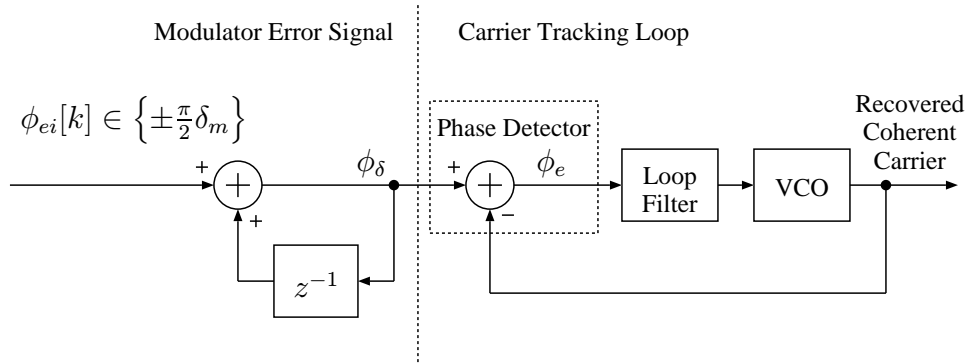 Modulator Error Signal
Carrier Tracking Loop
ϕ_{ei}[k] ∈ {±\frac{π}{2}δ_m}
+
+
+
ϕ_δ
z^{−1}
Phase Detector
+
+
−
ϕ_e
Loop
Filter
VCO
Recovered
Coherent
Carrier